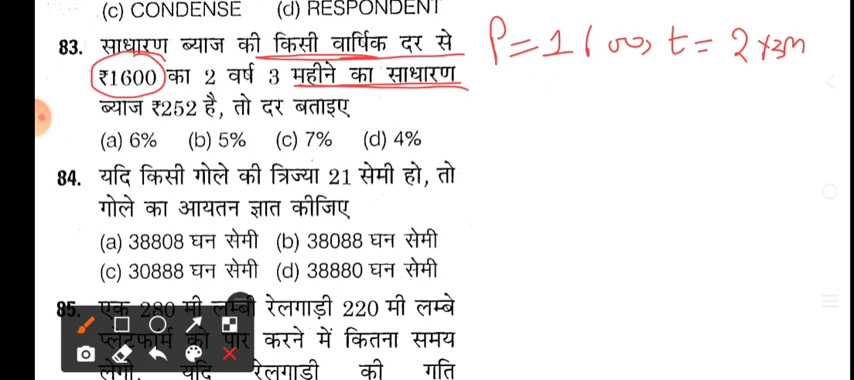 (c) CONDENSE (d) RESPONDENT
83. साधारण ब्याज की किसी वार्षिक दर से
₹1600 का 2 वर्ष 3 महीने का साधारण
ब्याज ₹252 है, तो दर बताइए
(a) 6% (b) 5% (c) 7% (d) 4%
P=1600, t= 2 y 3m
84. यदि किसी गोले की त्रिज्या 21 सेमी हो, तो
गोले का आयतन ज्ञात कीजिए
(a) 38808 घन सेमी (b) 38088 घन सेमी
(c) 30888 घन सेमी (d) 38880 घन सेमी
85. एक 280 मी लम्बी रेलगाड़ी 220 मी लम्बे
प्लेटफार्म को पार करने में कितना समय
लेगी, यदि रेलगाड़ी की गति